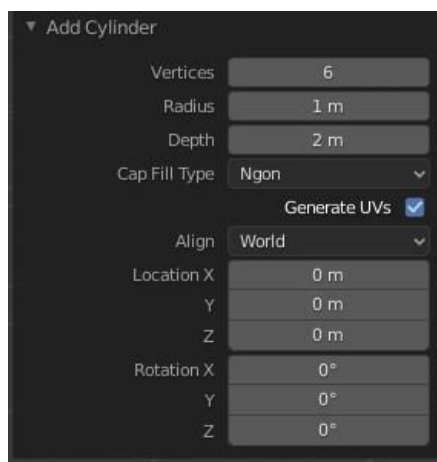 Add Cylinder
Vertices 6
Radius 1 m
Depth 2 m
Cap Fill Type Ngon
Generate UVs
Align World
Location X 0 m
Y 0 m
Z 0 m
Rotation X 0°
Y 0°
Z 0°